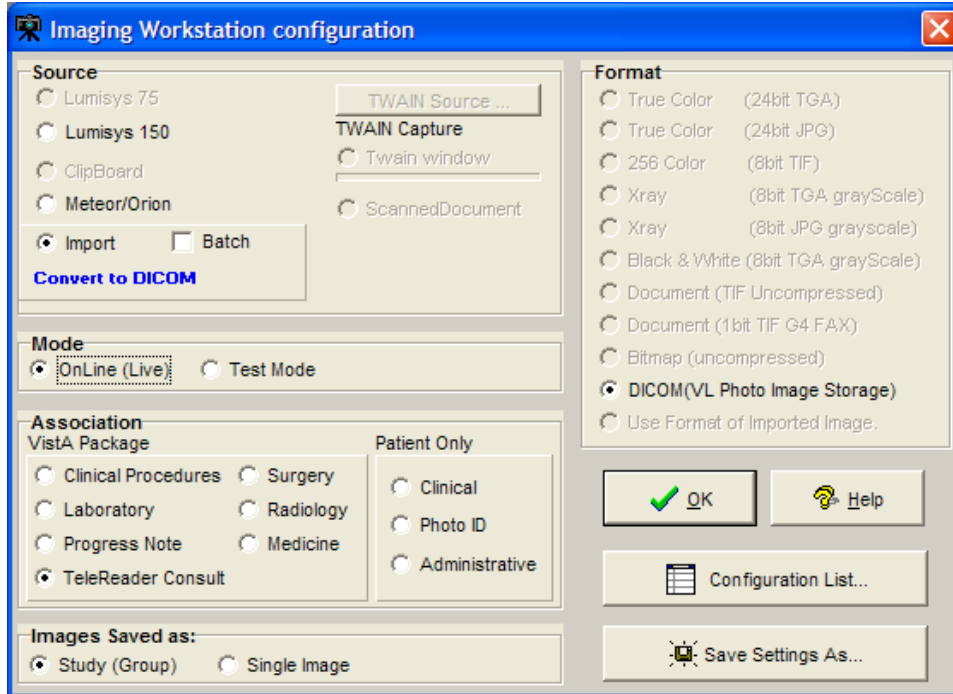 Imaging Workstation configuration
Source
Lumisys 75
Lumisys 150
ClipBoard
Meteor/Orion
Import Batch
Convert to DICOM
TWAIN Source ...
TWAIN Capture
Twain window
ScannedDocument
Mode
OnLine (Live) Test Mode
Association
VistA Package
Clinical Procedures Surgery
Laboratory Radiology
Progress Note Medicine
TeleReader Consult
Patient Only
Clinical
Photo ID
Administrative
Images Saved as:
Study (Group) Single Image
Format
True Color (24bit TGA)
True Color (24bit JPG)
256 Color (8bit TIF)
Xray (8bit TGA grayScale)
Xray (8bit JPG grayscale)
Black & White (8bit TGA grayScale)
Document (TIF Uncompressed)
Document (1bit TIF G4 FAX)
Bitmap (uncompressed)
DICOM(VL Photo Image Storage)
Use Format of Imported Image.
OK Help
Configuration List...
Save Settings As...